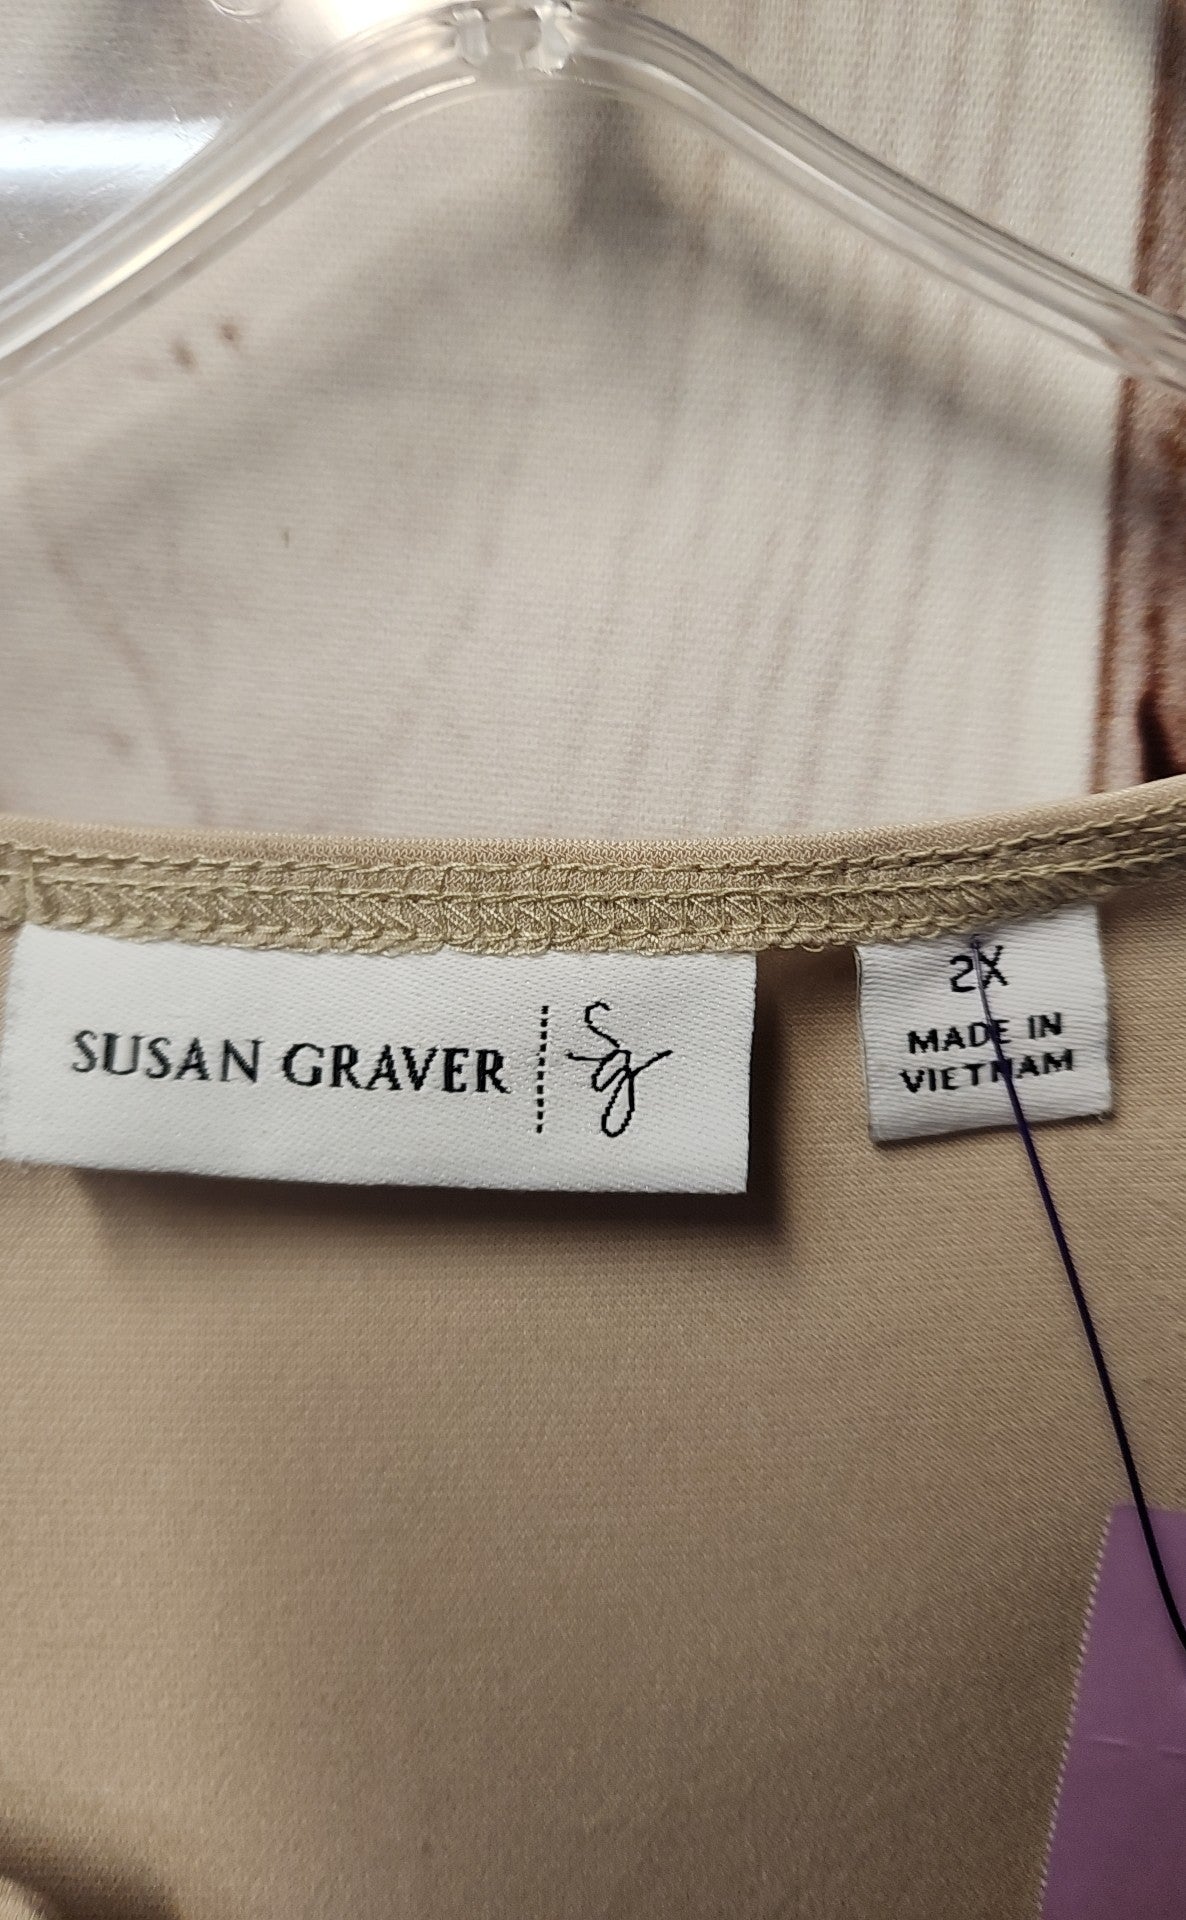 SUSAN GRAVER
Sg
2X
MADE IN
VIETNAM